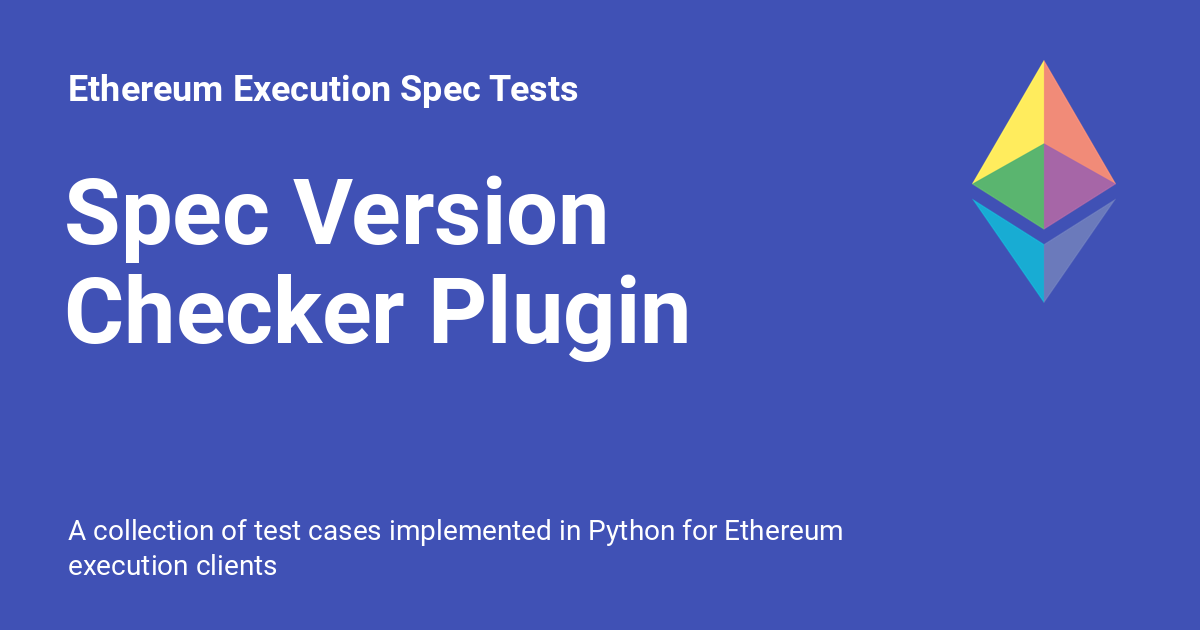 Ethereum Execution Spec Tests
Spec Version
Checker Plugin
A collection of test cases implemented in Python for Ethereum
execution clients